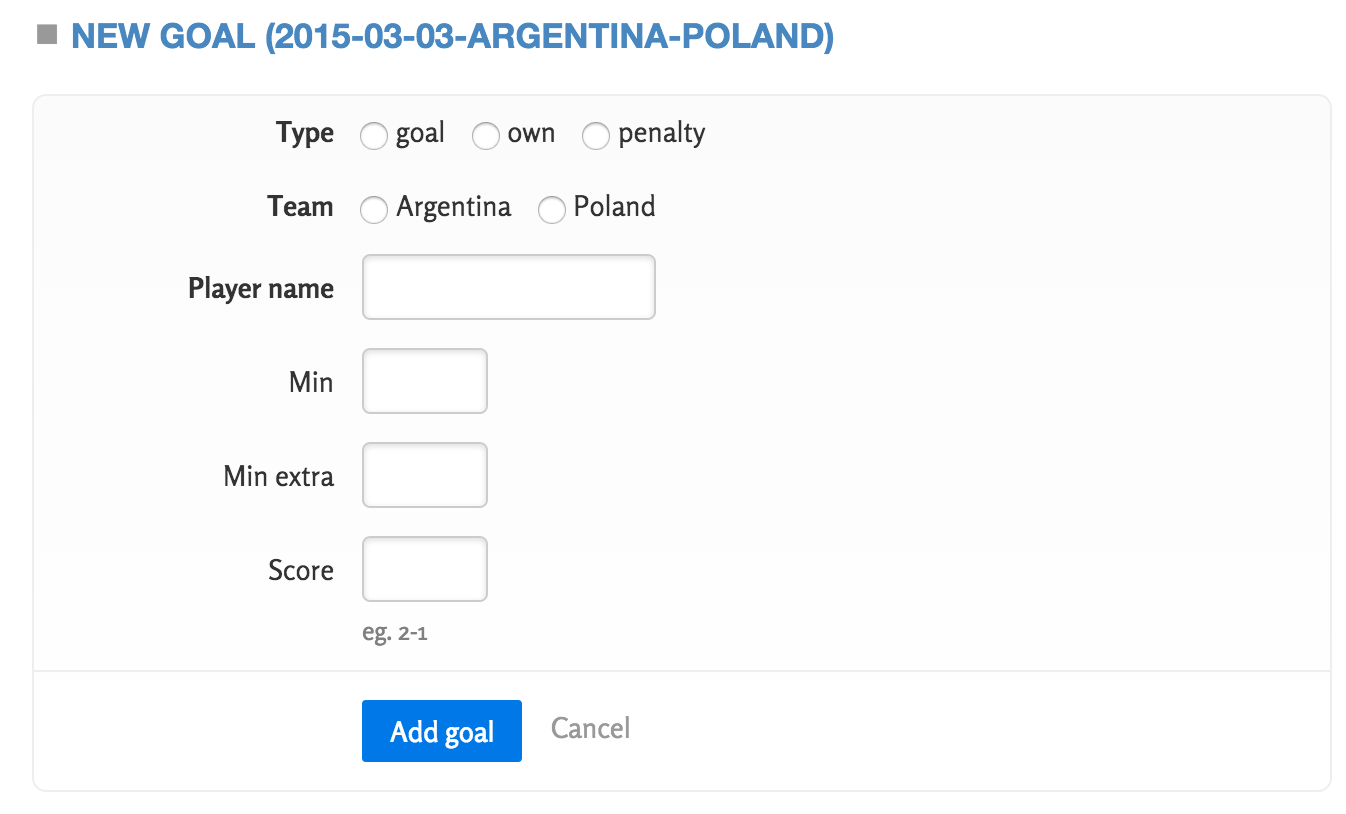 NEW GOAL (2015-03-03-ARGENTINA-POLAND)
Type goal own penalty
Team Argentina Poland
Player name
Min
Min extra
Score
eg. 2-1
Add goal Cancel